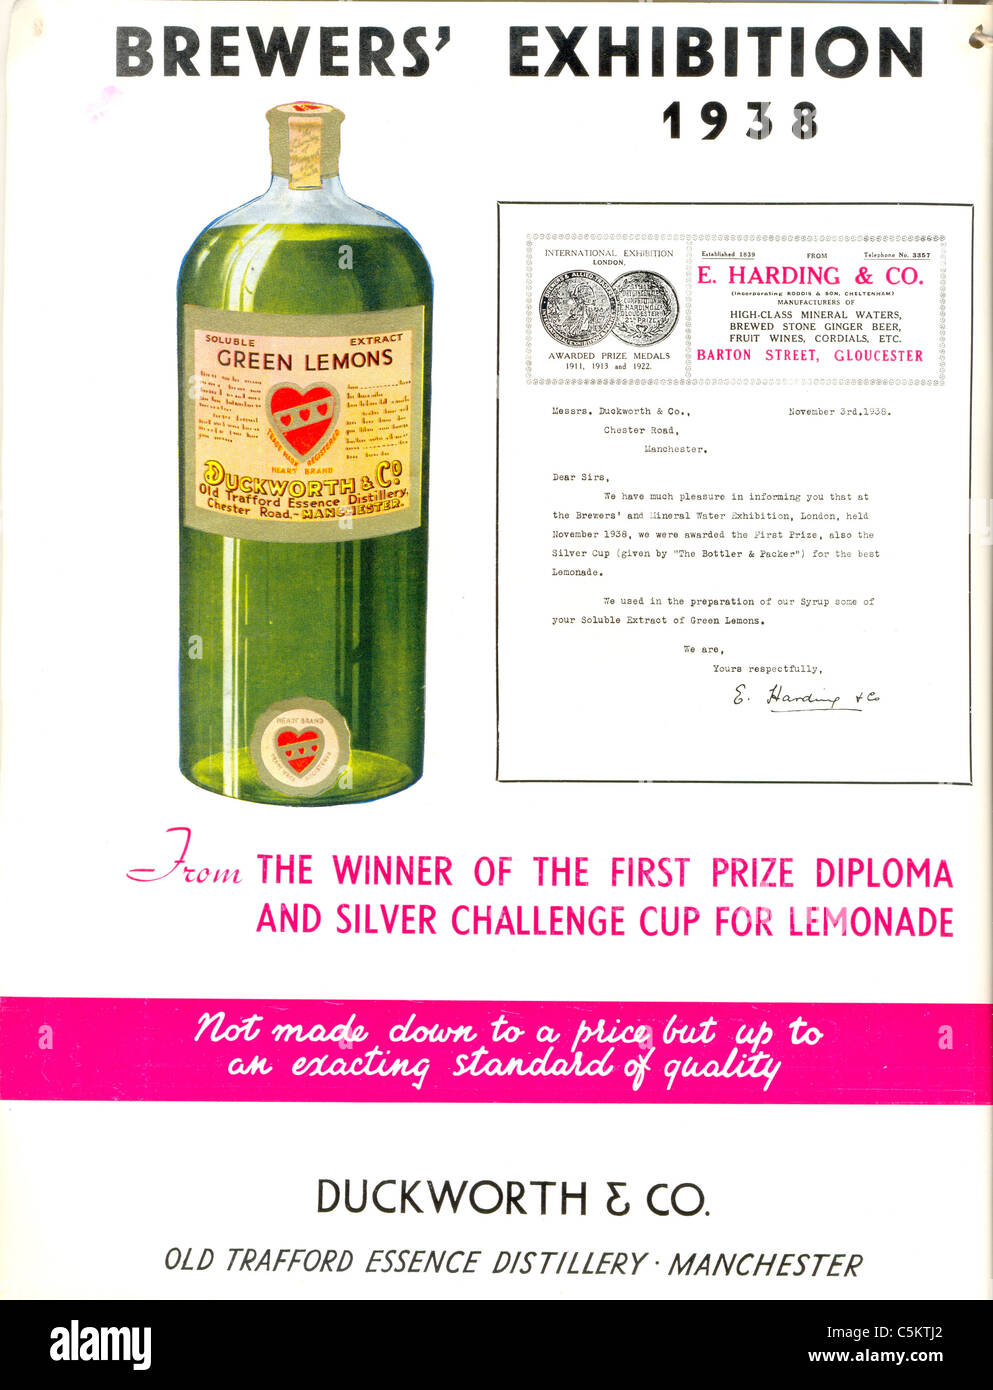 BREWERS' EXHIBITION
1938
SOLUBLE EXTRACT
GREEN LEMONS
TRADE MARK REGISTERED
HEART BRAND
DUCKWORTH & CO
Old Trafford Essence Distillery,
Chester Road,- MANCHESTER.
HEART BRAND
INTERNATIONAL EXHIBITION
LONDON.
AWARDED PRIZE MEDALS
1911, 1913 and 1922.
Established 1839 FROM Telephone No. 3357
E. HARDING & CO.
(Incorporating RODDIS & SON, CHELTENHAM)
MANUFACTURERS OF
HIGH-CLASS MINERAL WATERS,
BREWED STONE GINGER BEER,
FRUIT WINES, CORDIALS, ETC.
BARTON STREET, GLOUCESTER
Messrs. Duckworth & Co., November 3rd.1938.
Chester Road,
Manchester.
Dear Sirs,
We have much pleasure in informing you that at
the Brewers' and Mineral Water Exhibition, London, held
November 1938, we were awarded the First Prize, also the
Silver Cup (given by "The Bottler & Packer") for the best
Lemonade.
We used in the preparation of our Syrup some of
your Soluble Extract of Green Lemons.
We are,
Yours respectfully,
E. Harding & Co
From THE WINNER OF THE FIRST PRIZE DIPLOMA
AND SILVER CHALLENGE CUP FOR LEMONADE
Not made down to a price but up to
an exacting standard of quality
DUCKWORTH & CO.
OLD TRAFFORD ESSENCE DISTILLERY · MANCHESTER
alamy
Image ID: C5KTJ2
www.alamy.com